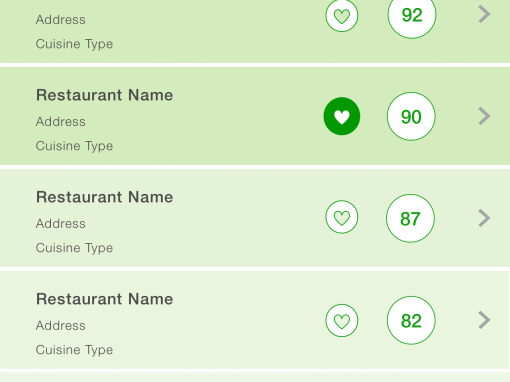 Address
Cuisine Type
92
Restaurant Name
Address
Cuisine Type
90
Restaurant Name
Address
Cuisine Type
87
Restaurant Name
Address
Cuisine Type
82